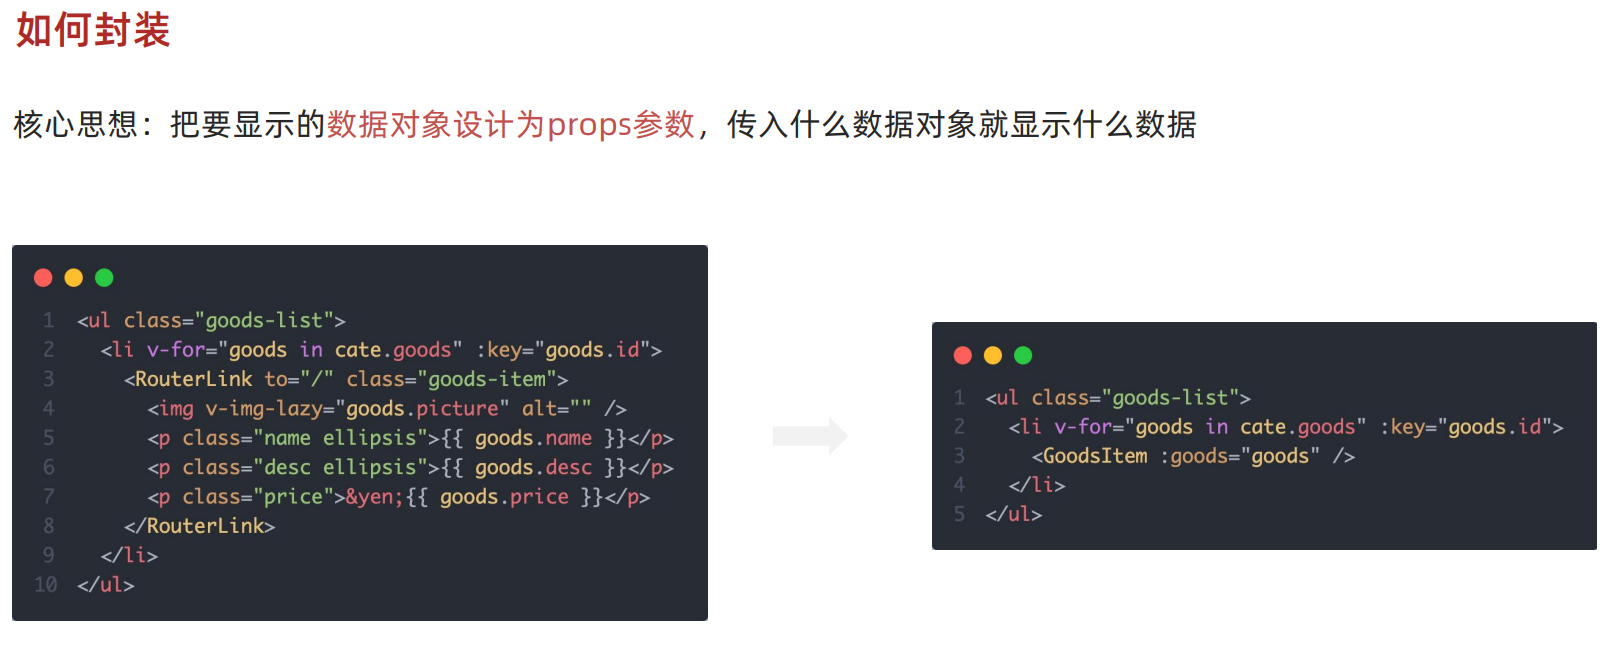 如何封装
核心思想：把要显示的数据对象设计为props参数，传入什么数据对象就显示什么数据
1 <ul class="goods-list">
2 <li v-for="goods in cate.goods" :key="goods.id">
3 <RouterLink to="/" class="goods-item">
4 <img v-img-lazy="goods.picture" alt="" />
5 <p class="name ellipsis">{{ goods.name }}</p>
6 <p class="desc ellipsis">{{ goods.desc }}</p>
7 <p class="price">&yen;{{ goods.price }}</p>
8 </RouterLink>
9 </li>
10 </ul>
1 <ul class="goods-list">
2 <li v-for="goods in cate.goods" :key="goods.id">
3 <GoodsItem :goods="goods" />
4 </li>
5 </ul>